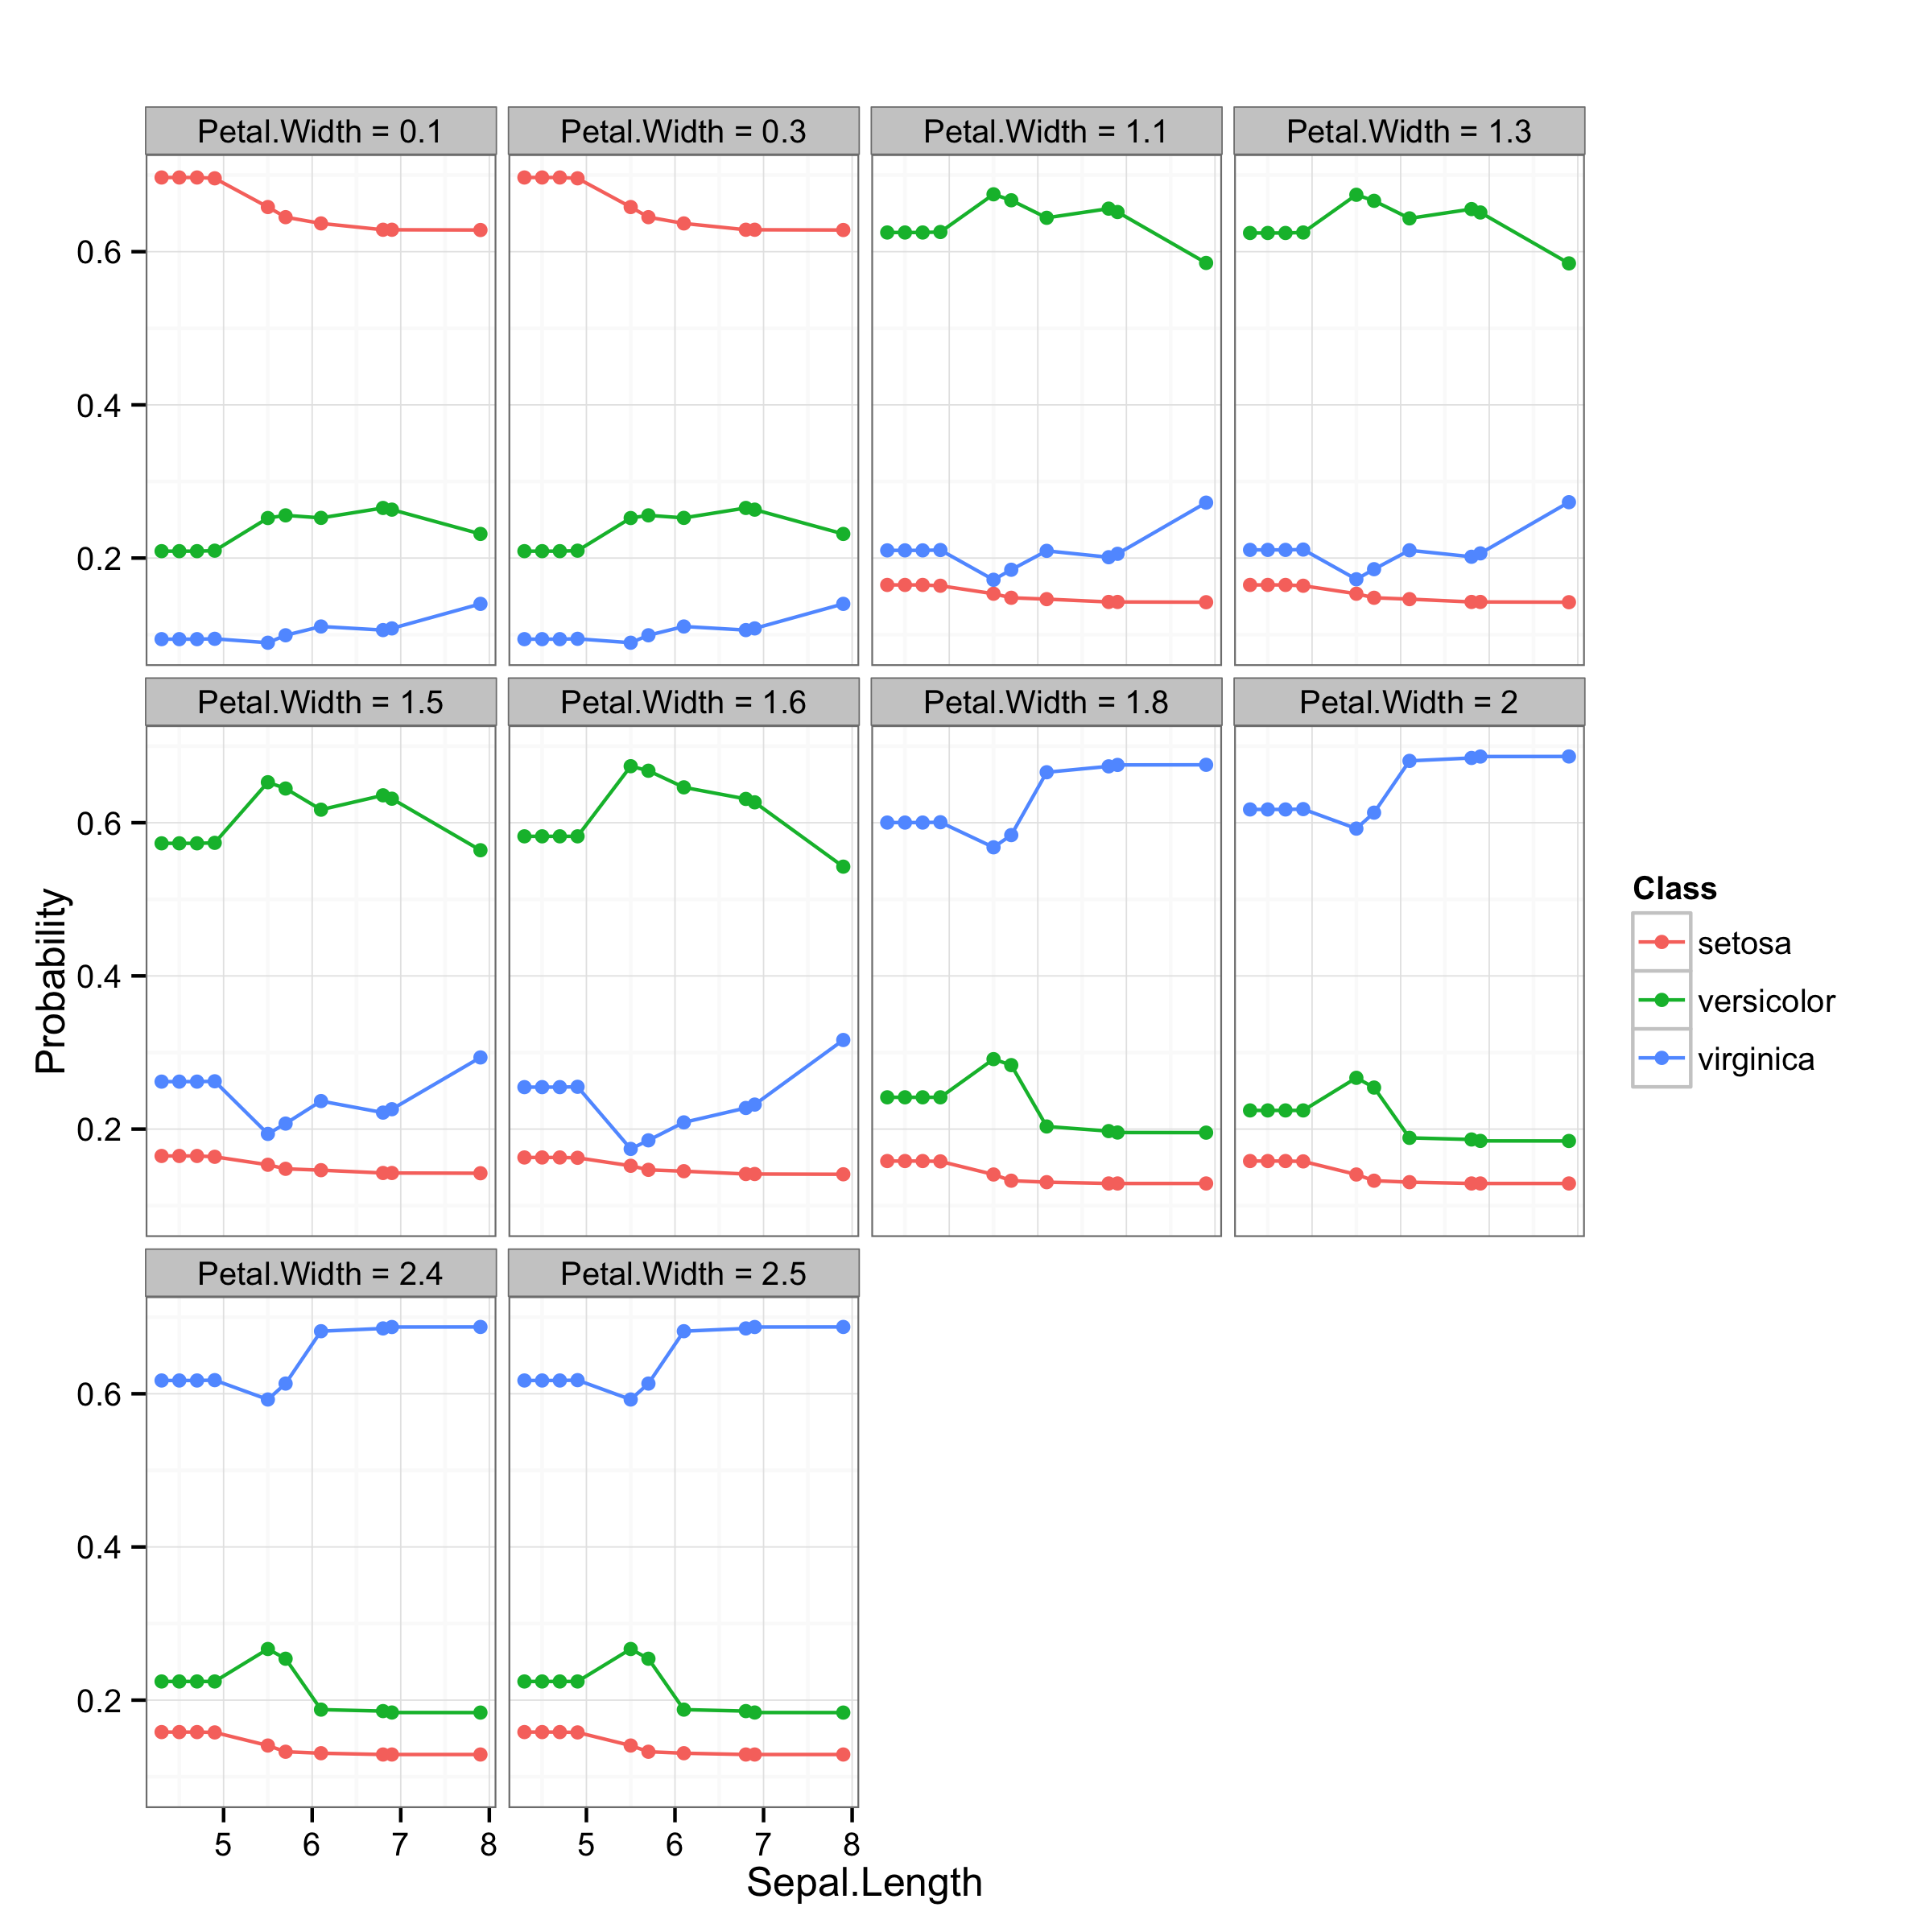 Petal.Width = 0.1 Petal.Width = 0.3 Petal.Width = 1.1 Petal.Width = 1.3
0.6
0.4
0.2
Petal.Width = 1.5 Petal.Width = 1.6 Petal.Width = 1.8 Petal.Width = 2
0.6
0.4
0.2
Petal.Width = 2.4 Petal.Width = 2.5
0.6
0.4
0.2
5 6 7 8 5 6 7 8
Sepal.Length
Probability
Class
setosa
versicolor
virginica